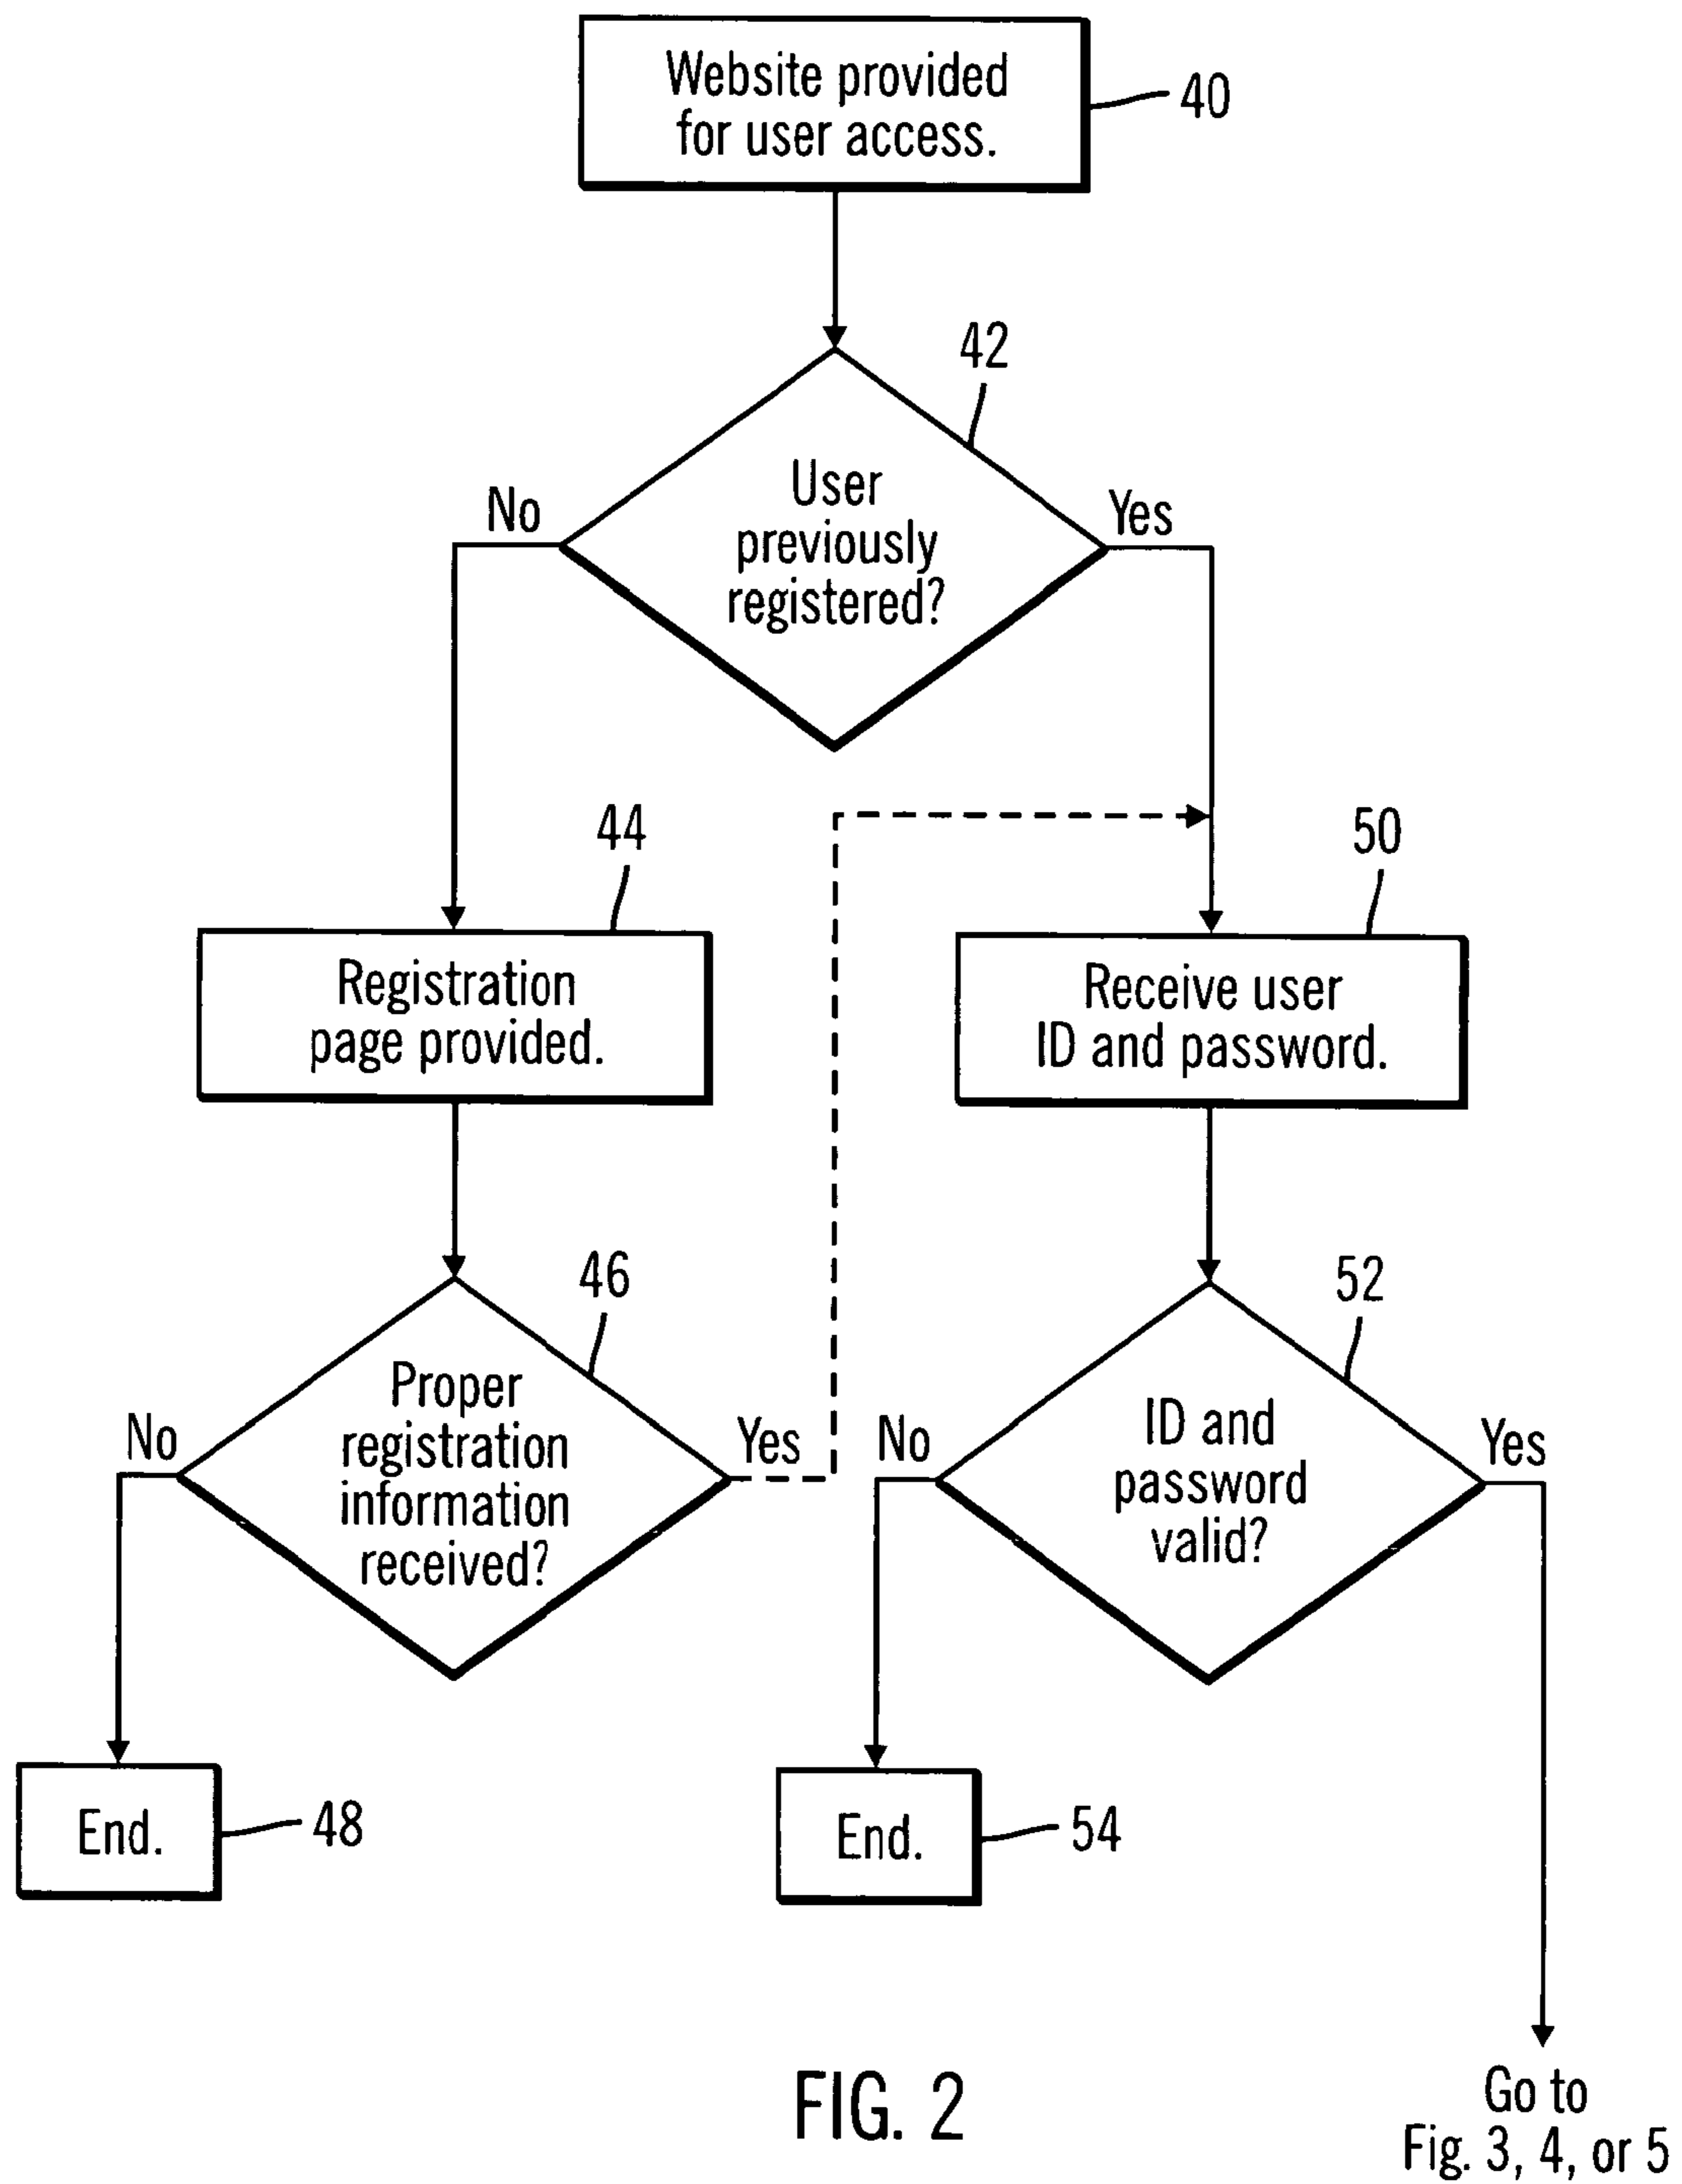 Website provided
for user access.
40
42
User
previously
registered?
No
Yes
44
50
Registration
page provided.
Receive user
ID and password.
46
52
Proper
registration
information
received?
No
Yes
ID and
password
valid?
No
Yes
End.
48
End.
54
FIG. 2
Go to
Fig. 3, 4, or 5